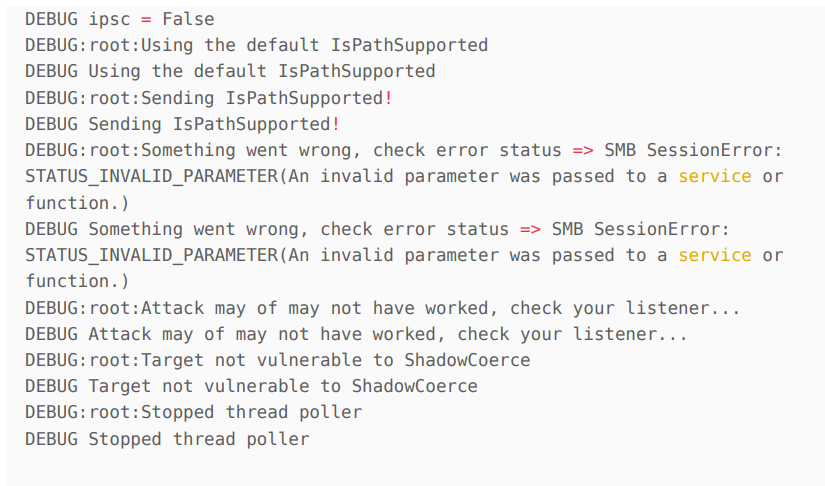 DEBUG ipsc = False
DEBUG:root:Using the default IsPathSupported
DEBUG Using the default IsPathSupported
DEBUG:root:Sending IsPathSupported!
DEBUG Sending IsPathSupported!
DEBUG:root:Something went wrong, check error status => SMB SessionError:
STATUS_INVALID_PARAMETER(An invalid parameter was passed to a service or
function.)
DEBUG Something went wrong, check error status => SMB SessionError:
STATUS_INVALID_PARAMETER(An invalid parameter was passed to a service or
function.)
DEBUG:root:Attack may of may not have worked, check your listener...
DEBUG Attack may of may not have worked, check your listener...
DEBUG:root:Target not vulnerable to ShadowCoerce
DEBUG Target not vulnerable to ShadowCoerce
DEBUG:root:Stopped thread poller
DEBUG Stopped thread poller